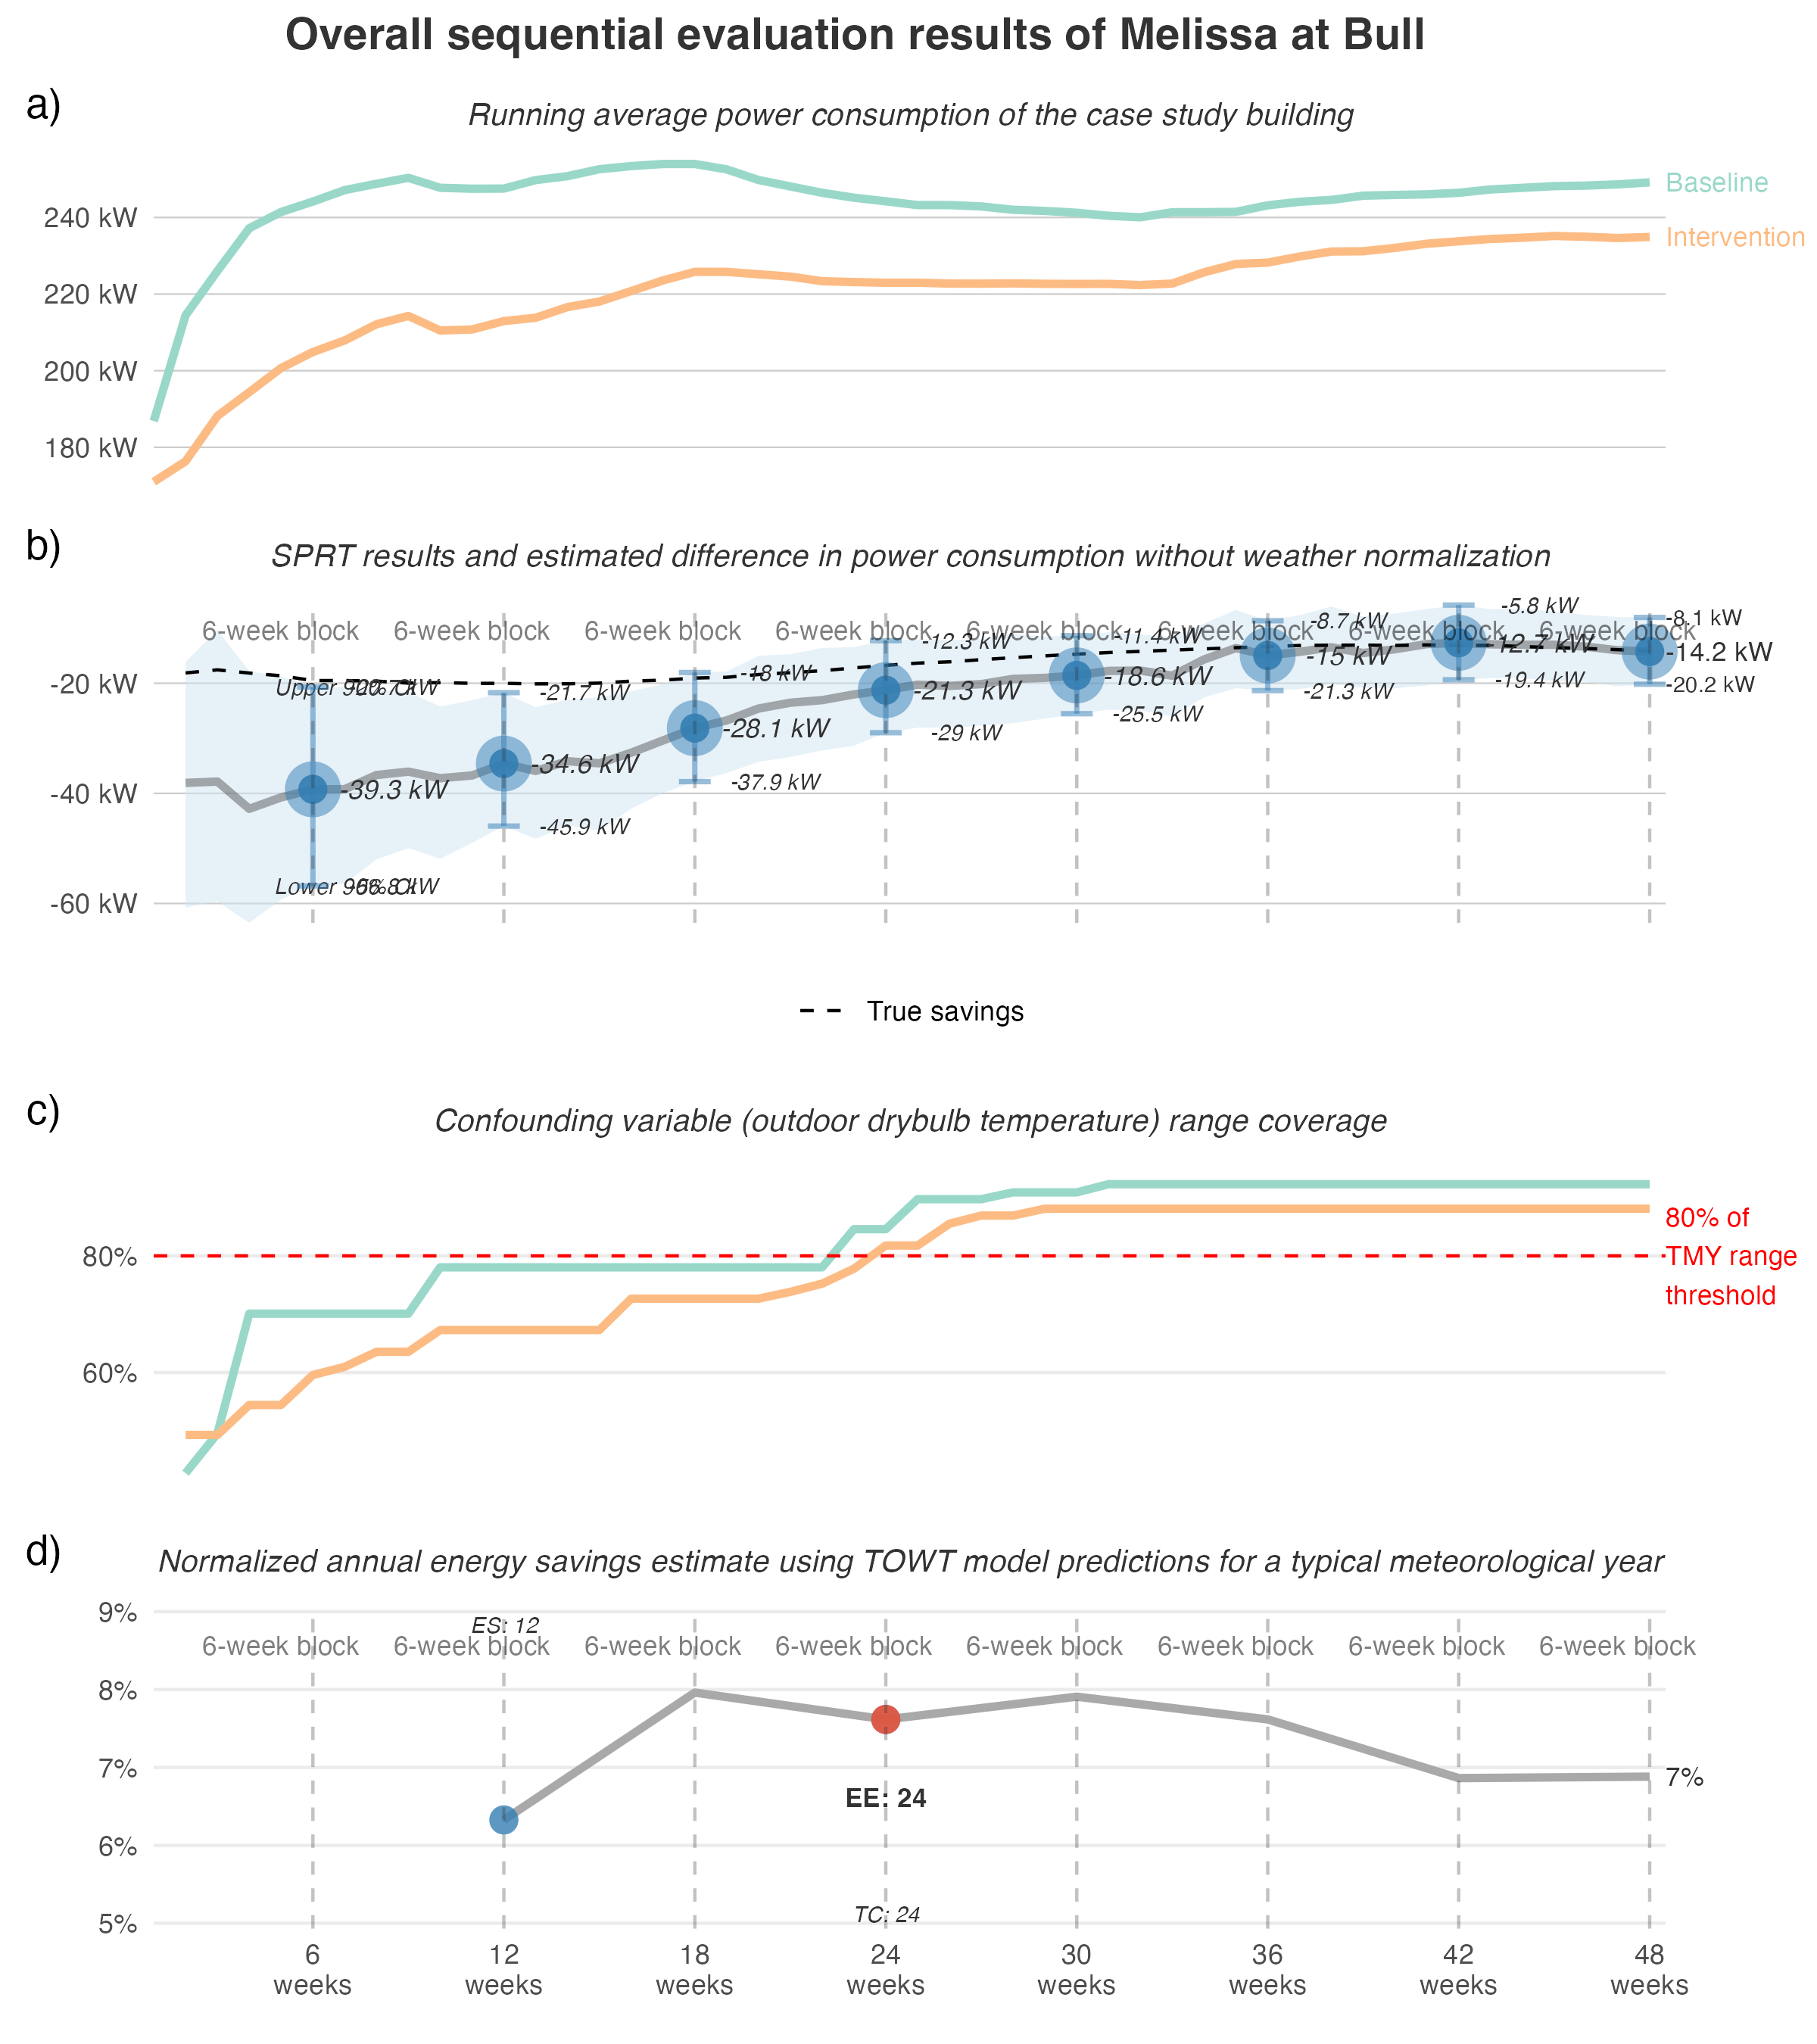 Overall sequential evaluation results of Melissa at Bull
a)
Running average power consumption of the case study building
Baseline
240 kW
Intervention
220 kW
200 kW
180 kW
b)
SPRT results and estimated difference in power consumption without weather normalization
6-week block 6-week block 6-week block 6-week block 6-week block 6-week block 6-week block 6-week block
-5.8 kW
-8.1 kW
-8.7 kW
-11.4 kW
-12.3 kW
-12.7 kW
-14.2 kW
-15 kW
-18 kW
-18.6 kW
-20 kW
Upper
-21.7 kW
-21.3 kW
-19.4 kW
-20.2 kW
-21.3 kW
-25.5 kW
-28.1 kW
-29 kW
-34.6 kW
-37.9 kW
-39.3 kW
-40 kW
-45.9 kW
Lower
-60 kW
True savings
c)
Confounding variable (outdoor drybulb temperature) range coverage
80% of
80%
TMY range
threshold
60%
d)
Normalized annual energy savings estimate using TOWT model predictions for a typical meteorological year
9%
ES: 12
6-week block 6-week block 6-week block 6-week block 6-week block 6-week block 6-week block 6-week block
8%
7%
7%
EE: 24
6%
TC: 24
5%
6 12 18 24 30 36 42 48
weeks weeks weeks weeks weeks weeks weeks weeks